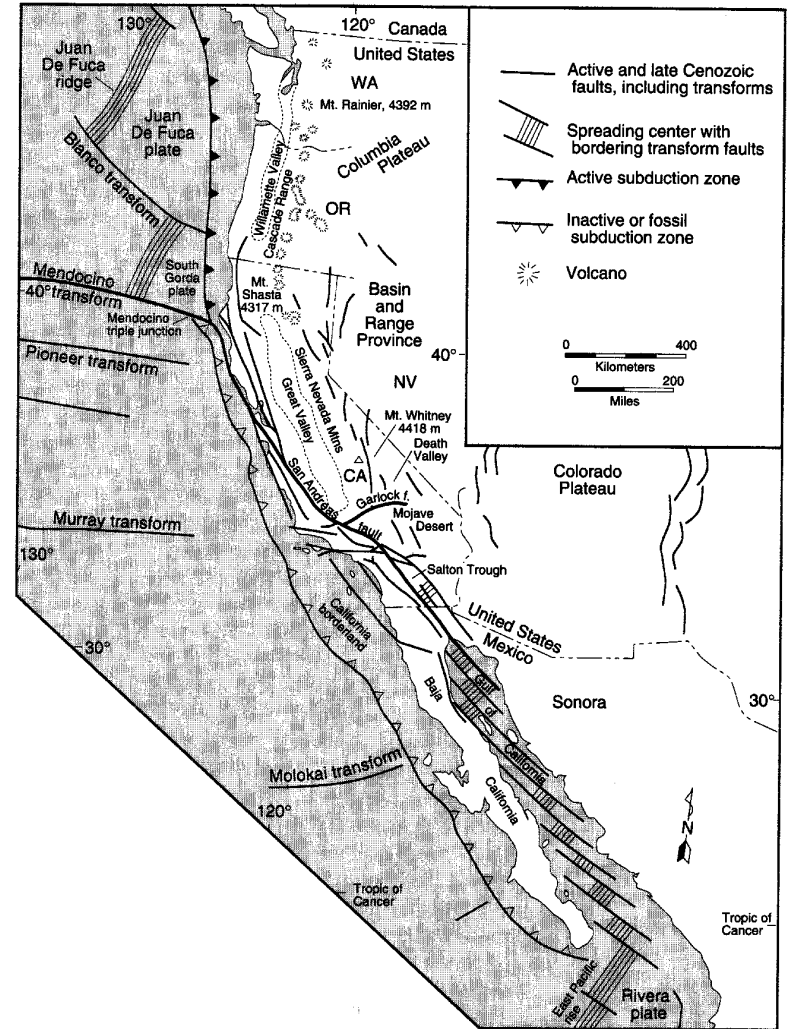 130°
120°
Canada
United States
Juan
De Fuca
ridge
WA
Mt. Rainier, 4392 m
Juan
De Fuca
plate
Columbia
Plateau
Blanco transform
Willamette Valley
Cascade Range
OR
South
Gorda
plate
Mt.
Shasta
4317 m
Mendocino
40° transform
Mendocino
triple junction
Basin
and
Range
Province
40°
Pioneer transform
Sierra Nevada Mtns
Great Valley
NV
Mt. Whitney
4418 m
Death
Valley
CA
San Andreas
fault
Garlock f.
Mojave
Desert
Murray transform
130°
Salton Trough
California
borderland
United States
Mexico
30°
Baja
California
Gulf
of
California
Sonora
30°
Molokai transform
120°
Tropic of
Cancer
N
Tropic of
Cancer
East Pacific
rise
Rivera
plate
Colorado
Plateau
Active and late Cenozoic
faults, including transforms
Spreading center with
bordering transform faults
Active subduction zone
Inactive or fossil
subduction zone
Volcano
0 400
Kilometers
0 200
Miles